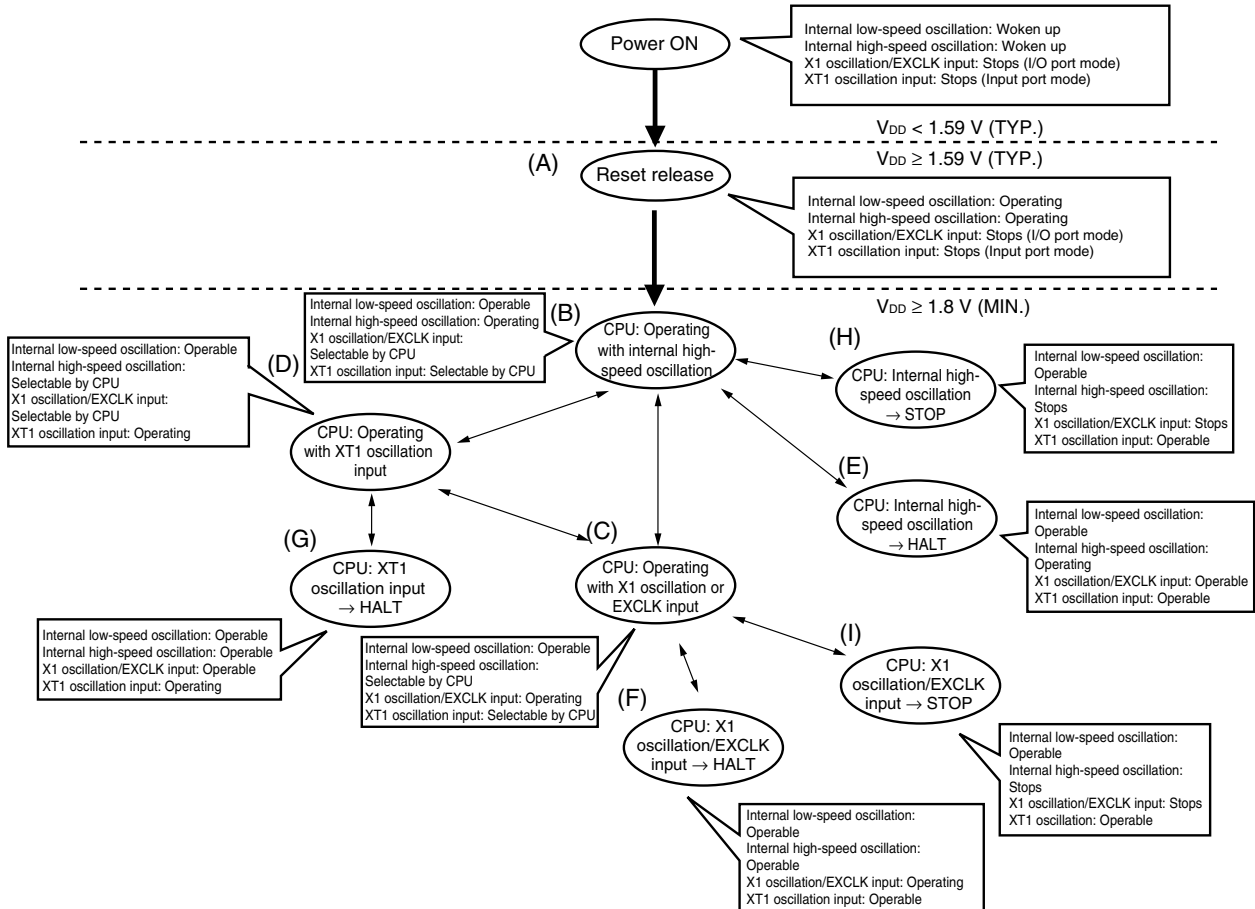 Power ON
Internal low-speed oscillation: Woken up
Internal high-speed oscillation: Woken up
X1 oscillation/EXCLK input: Stops (I/O port mode)
XT1 oscillation input: Stops (Input port mode)
VDD < 1.59 V (TYP.)
VDD ≥ 1.59 V (TYP.)
(A)
Reset release
Internal low-speed oscillation: Operating
Internal high-speed oscillation: Operating
X1 oscillation/EXCLK input: Stops (I/O port mode)
XT1 oscillation input: Stops (Input port mode)
VDD ≥ 1.8 V (MIN.)
Internal low-speed oscillation: Operable
Internal high-speed oscillation: Operating
X1 oscillation/EXCLK input:
Selectable by CPU
XT1 oscillation input: Selectable by CPU
(B)
CPU: Operating
with internal high-
speed oscillation
Internal low-speed oscillation: Operable
Internal high-speed oscillation:
Selectable by CPU
X1 oscillation/EXCLK input:
Selectable by CPU
XT1 oscillation input: Operating
(D)
CPU: Operating
with XT1 oscillation
input
(H)
CPU: Internal high-
speed oscillation
→ STOP
Internal low-speed oscillation:
Operable
Internal high-speed oscillation:
Stops
X1 oscillation/EXCLK input: Stops
XT1 oscillation input: Operable
(E)
CPU: Internal high-
speed oscillation
→ HALT
Internal low-speed oscillation:
Operable
Internal high-speed oscillation:
Operating
X1 oscillation/EXCLK input: Operable
XT1 oscillation input: Operable
(G)
CPU: XT1
oscillation input
→ HALT
Internal low-speed oscillation: Operable
Internal high-speed oscillation: Operable
X1 oscillation/EXCLK input: Operable
XT1 oscillation input: Operating
(C)
CPU: Operating
with X1 oscillation or
EXCLK input
Internal low-speed oscillation: Operable
Internal high-speed oscillation:
Selectable by CPU
X1 oscillation/EXCLK input: Operating
XT1 oscillation input: Selectable by CPU
(I)
CPU: X1
oscillation/EXCLK
input → STOP
Internal low-speed oscillation:
Operable
Internal high-speed oscillation:
Stops
X1 oscillation/EXCLK input: Stops
XT1 oscillation: Operable
(F)
CPU: X1
oscillation/EXCLK
input → HALT
Internal low-speed oscillation:
Operable
Internal high-speed oscillation:
Operable
X1 oscillation/EXCLK input: Operating
XT1 oscillation input: Operable